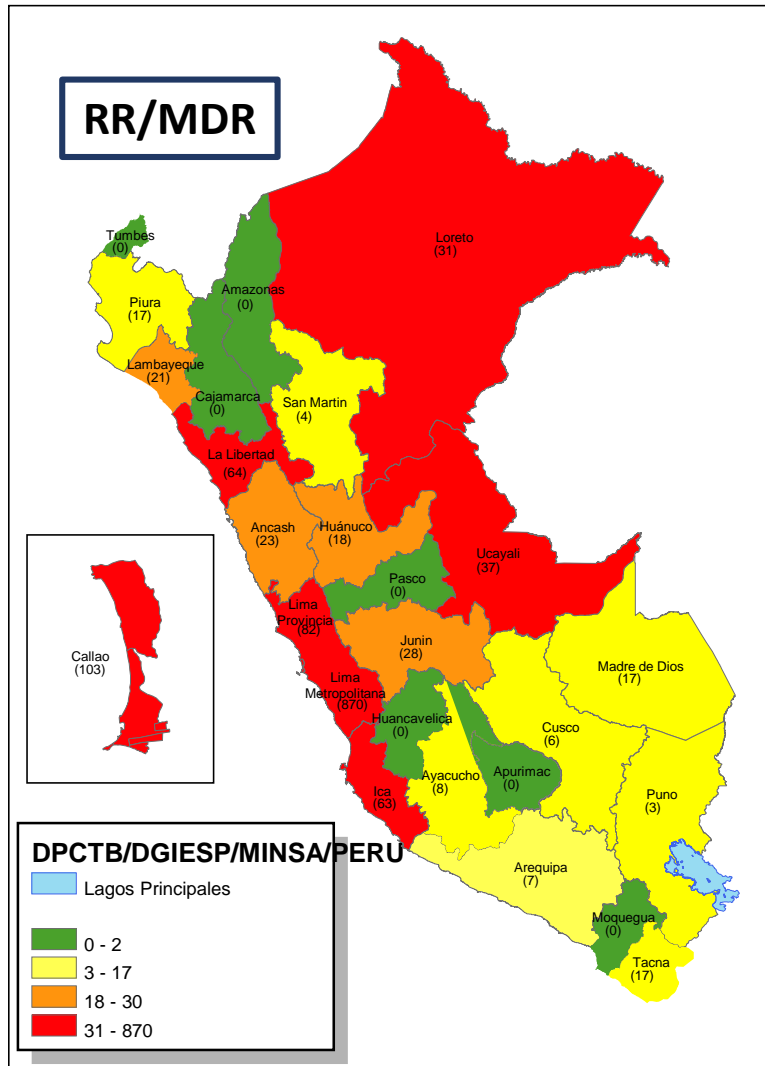 RR/MDR
Tumbes
(0)
Loreto
(31)
Amazonas
(0)
Piura
(17)
Lambayeque
(21)
Cajamarca
(0)
San Martin
(4)
La Libertad
(64)
Ancash
(23)
Huánuco
(18)
Ucayali
(37)
Pasco
(0)
Lima
Provincia
(82)
Junin
(28)
Callao
(103)
Madre de Dios
(17)
Lima
Metropolitana
(870)
Huancavelica
(0)
Cusco
(6)
Ayacucho
(8)
Apurimac
(0)
Ica
(63)
Puno
(3)
Arequipa
(7)
Moquegua
(0)
Tacna
(17)
DPCTB/DGIESP/MINSA/PERU
Lagos Principales
0 - 2
3 - 17
18 - 30
31 - 870